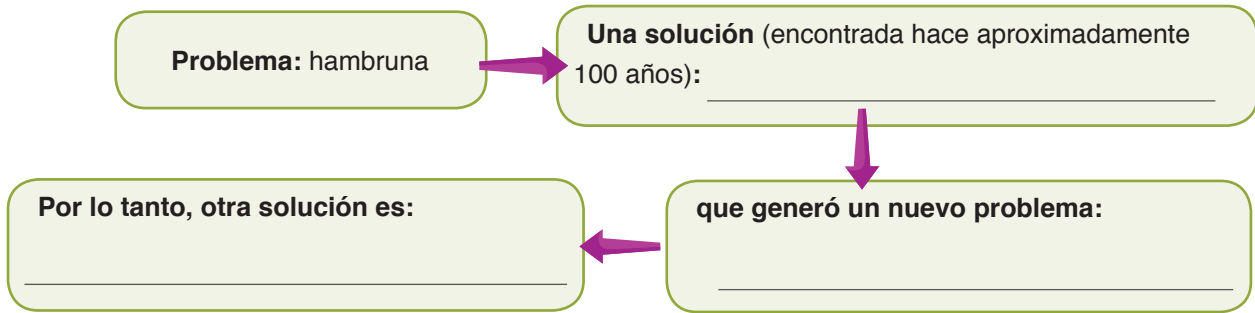 Problema: hambruna
Una solución (encontrada hace aproximadamente
100 años):
que generó un nuevo problema:
Por lo tanto, otra solución es: